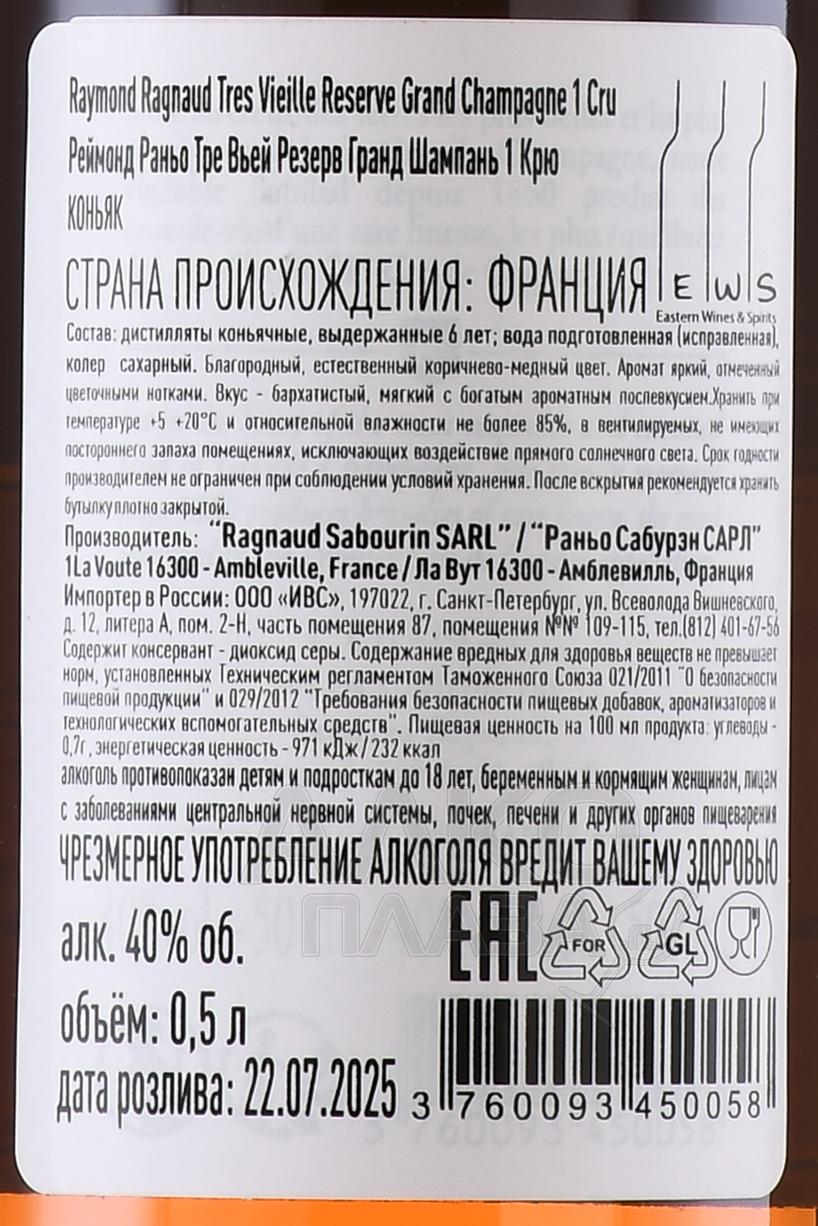 Raymond Ragnaud Tres Vieille Reserve Grand Champagne 1 Cru
Реймонд Раньо Тре Вьей Резерв Гранд Шампань 1 Крю
КОНЬЯК
СТРАНА ПРОИСХОЖДЕНИЯ: ФРАНЦИЯ
E W S
Eastern Wines & Spirits
Состав: дистилляты коньячные, выдержанные 6 лет; вода подготовленная (исправленная),
колер сахарный. Благородный, естественный коричнево-медный цвет. Аромат яркий, отмеченный
цветочными нотками. Вкус - бархатистый, мягкий с богатым ароматным послевкусием.Хранить при
температуре +5 +20°C и относительной влажности не более 85%, в вентилируемых, не имеющих
постороннего запаха помещениях, исключающих воздействие прямого солнечного света. Срок годности
производителем не ограничен при соблюдении условий хранения. После вскрытия рекомендуется хранить
бутылку плотно закрытой.
Производитель: "Ragnaud Sabourin SARL" / "Раньо Сабурэн САРЛ"
1La Voute 16300 - Ambleville, France / Ла Вут 16300 - Амблевилль, Франция
Импортер в России: ООО «ИВС», 197022, г. Санкт-Петербург, ул. Всеволода Вишневского,
д. 12, литера А, пом. 2-Н, часть помещения 87, помещения №№ 109-115, тел.(812) 401-67-56
Содержит консервант - диоксид серы. Содержание вредных для здоровья веществ не превышает
норм, установленных Техническим регламентом Таможенного Союза 021/2011 "О безопасности
пищевой продукции" и 029/2012 "Требования безопасности пищевых добавок, ароматизаторов и
технологических вспомогательных средств". Пищевая ценность на 100 мл продукта: углеводы -
0,7г, энергетическая ценность - 971 кДж/232 ккал
алкоголь противопоказан детям и подросткам до 18 лет, беременным и кормящим женщинам, лицам
с заболеваниями центральной нервной системы, почек, печени и других органов пищеварения
ЧРЕЗМЕРНОЕ УПОТРЕБЛЕНИЕ АЛКОГОЛЯ ВРЕДИТ ВАШЕМУ ЗДОРОВЬЮ
алк. 40% об.
EAC
FOR
GL
объём: 0,5 л
дата розлива: 22.07.2025
3 760093 450058